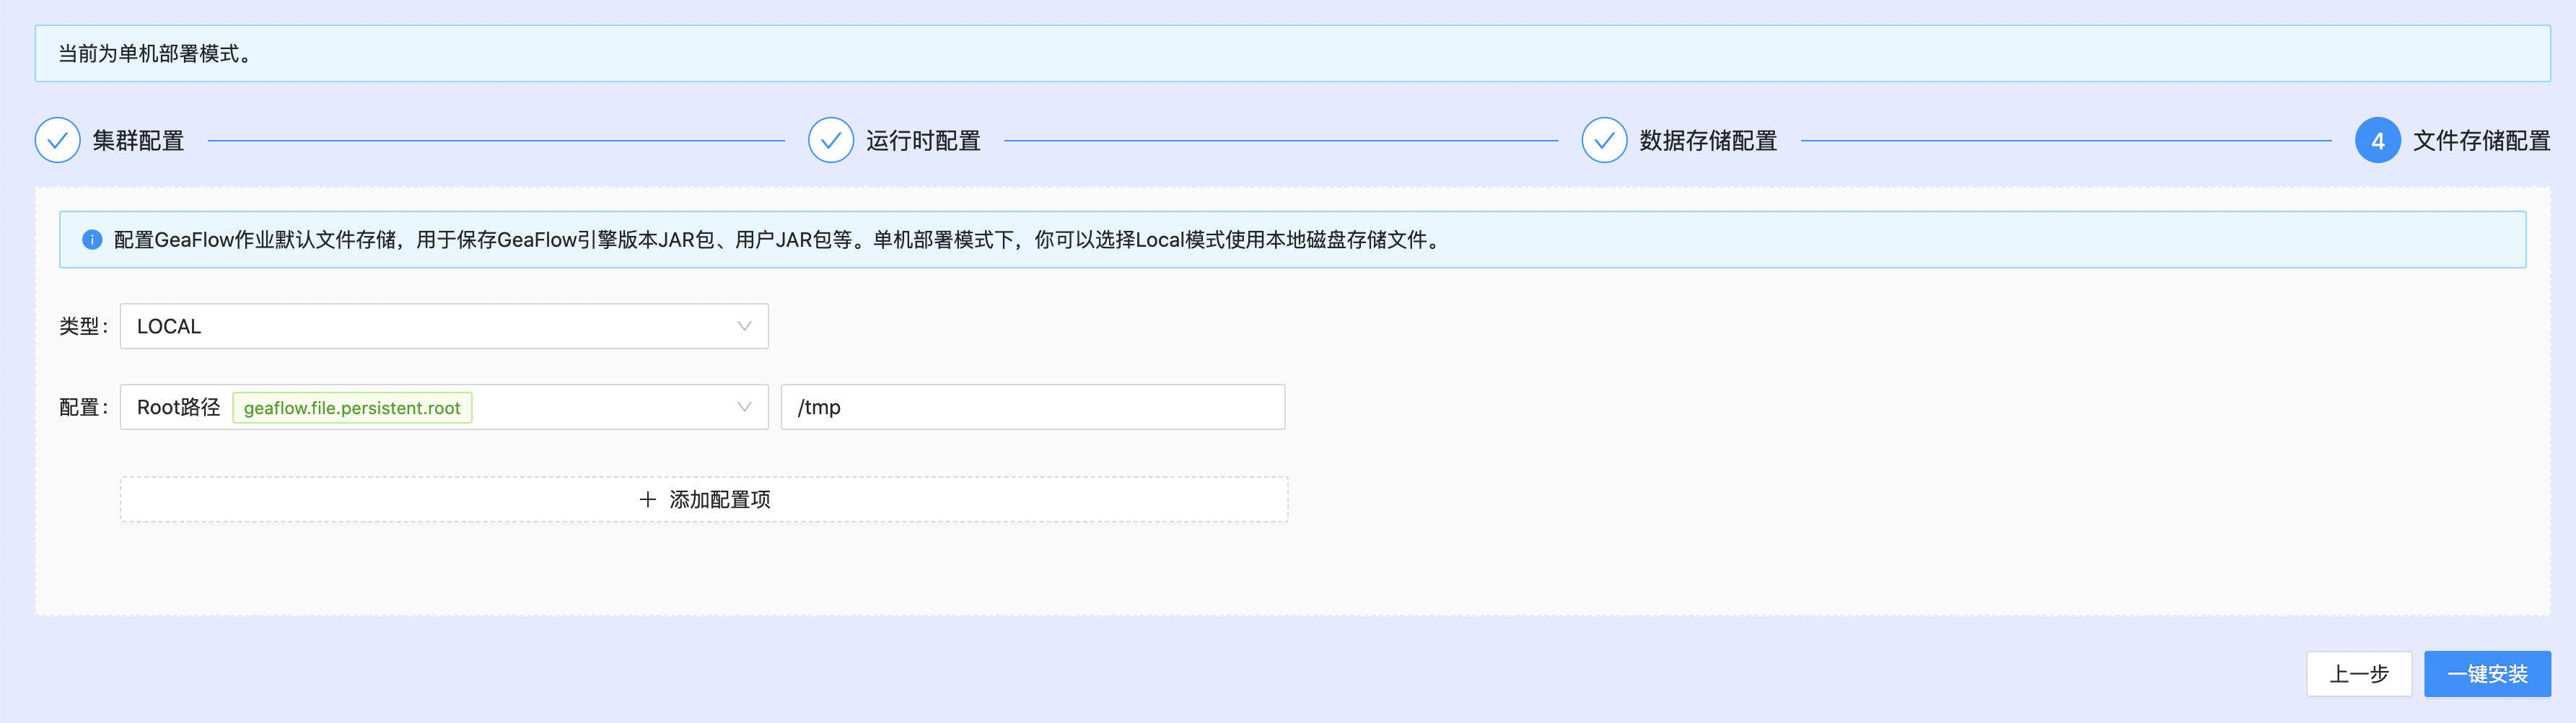 当前为单机部署模式。
集群配置
运行时配置
数据存储配置
4 文件存储配置
配置GeaFlow作业默认文件存储，用于保存GeaFlow引擎版本JAR包、用户JAR包等。单机部署模式下，你可以选择Local模式使用本地磁盘存储文件。
类型： LOCAL
配置： Root路径 geaflow.file.persistent.root /tmp
+ 添加配置项
上一步 一键安装